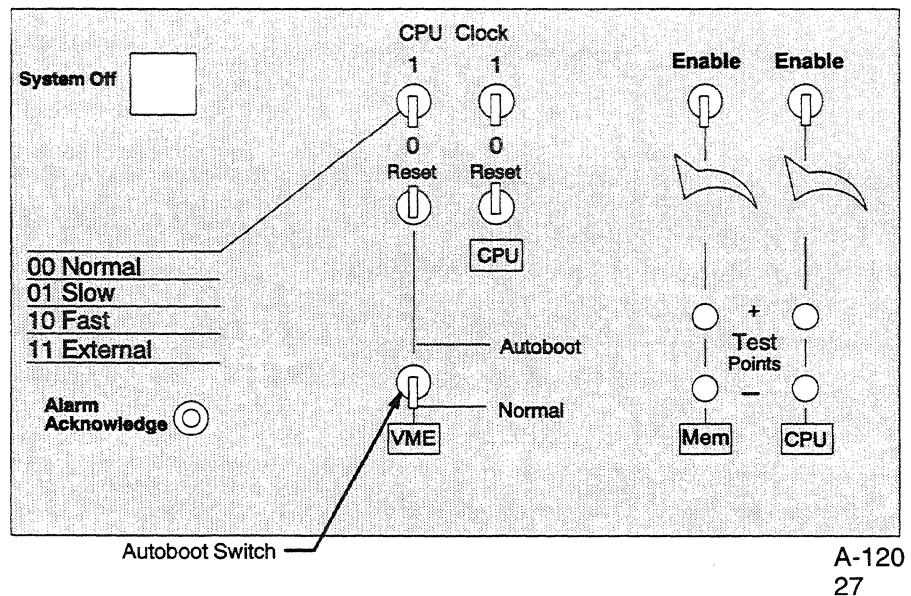 CPU Clock
1 1
System Off
Enable Enable
0 0
Reset Reset
CPU
00 Normal
01 Slow
10 Fast
11 External
+
Test
Points
–
Autoboot
Normal
Alarm
Acknowledge
VME
Mem
CPU
Autoboot Switch
A-120
27